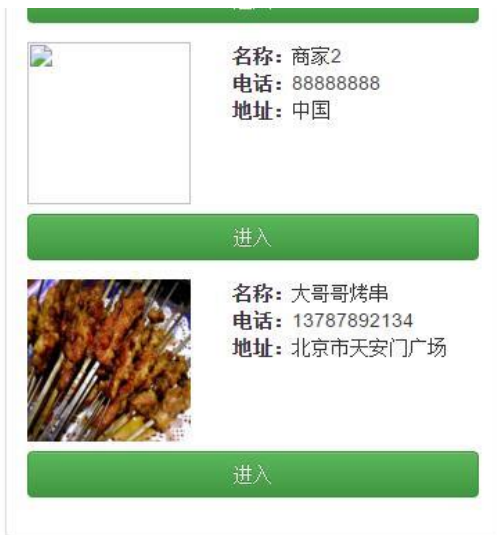 名称：商家2
电话：88888888
地址：中国
进入
名称：大哥哥烤串
电话：13787892134
地址：北京市天安门广场
进入